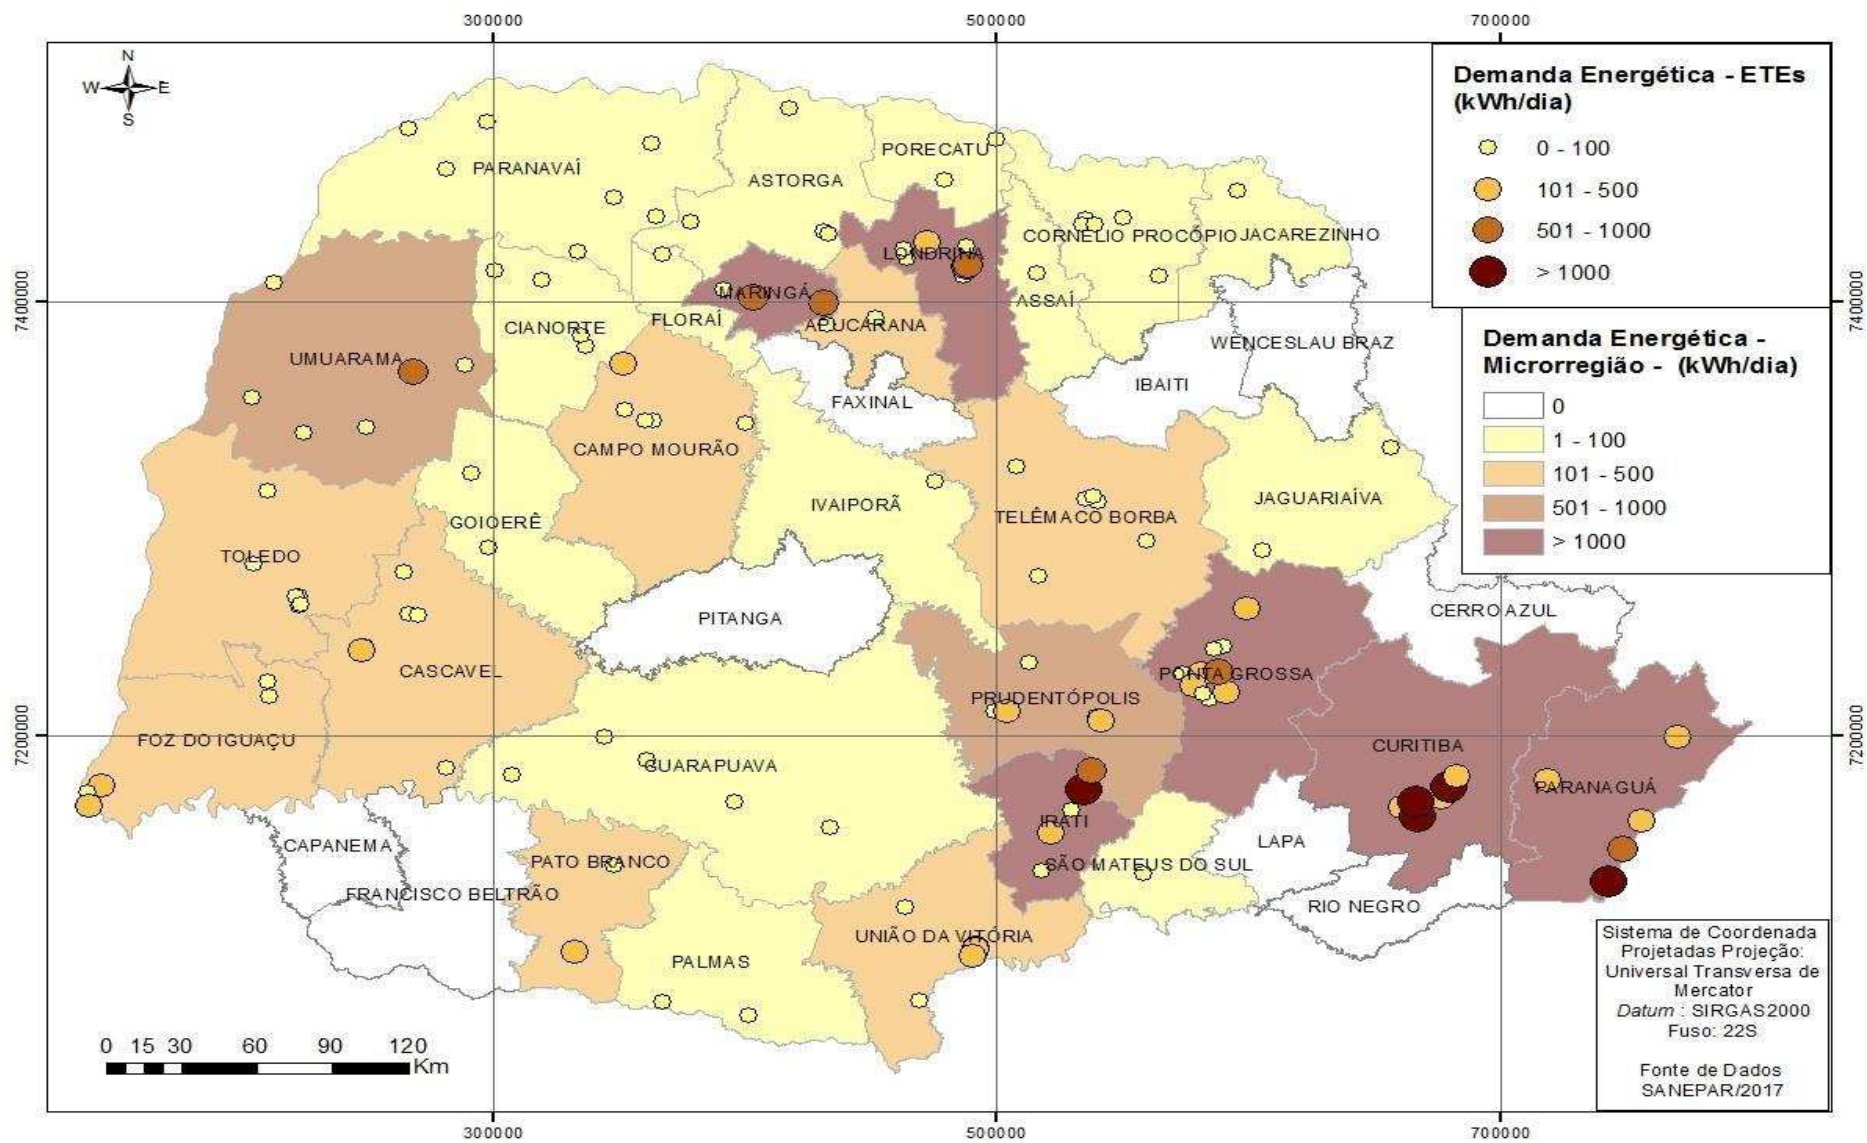 300000
500000
700000
N
W
E
S
Demanda Energética - ETEs
(kWh/dia)
0 - 100
101 - 500
501 - 1000
> 1000
Demanda Energética -
Microrregião - (kWh/dia)
0
1 - 100
101 - 500
501 - 1000
> 1000
7400000
7400000
7200000
7200000
PORECATU
PARANAVAÍ
ASTORGA
CORNÉLIO PROCÓPIO
JACAREZINHO
LONDRINA
MARINGÁ
ASSAÍ
FLORAÍ
APUCARANA
CIANORTE
WENCESLAU BRAZ
UMUARAMA
IBAITI
FAXINAL
CAMPO MOURÃO
JAGUARIAÍVA
IVAIPORÃ
TELÊMACO BORBA
GOIOERÊ
TOLEDO
CERRO AZUL
PITANGA
CASCAVEL
PONTA GROSSA
PRUDENTÓPOLIS
FOZ DO IGUAÇU
CURITIBA
GUARAPUAVA
PARANAGUÁ
IRATI
LAPA
CAPANEMA
PATO BRANCO
SÃO MATEUS DO SUL
FRANCISCO BELTRÃO
RIO NEGRO
UNIÃO DA VITÓRIA
PALMAS
Sistema de Coordenada
Projetadas Projeção:
Universal Transversa de
Mercator
Datum : SIRGAS2000
Fuso: 22S
Fonte de Dados
SANEPAR/2017
0 15 30 60 90 120
Km
300000
500000
700000